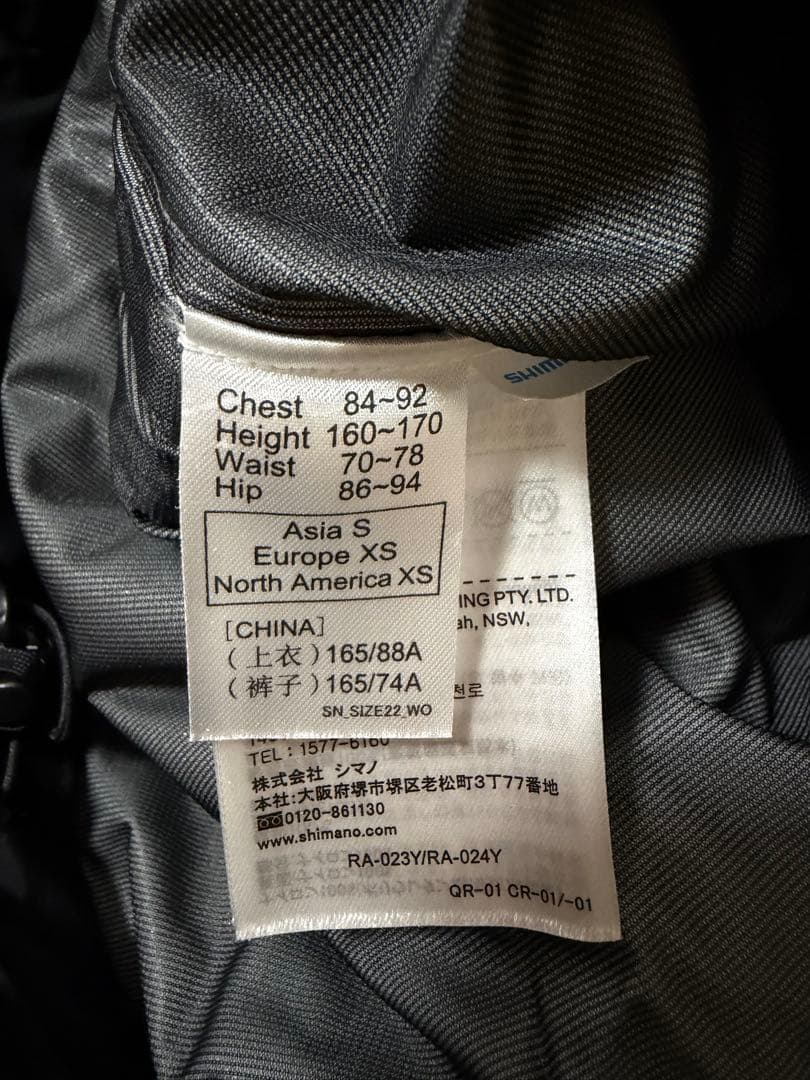 Chest 84~92
Height 160~170
Waist 70~78
Hip 86~94
Asia S
Europe XS
North America XS
[CHINA]
(上衣)165/88A
(裤子)165/74A
SN_SIZE22_WO
ING PTY. LTD.
ah, NSW,
천로
TEL : 1577-6160
株式会社 シマノ
本社:大阪府堺市堺区老松町3丁77番地
0120-861130
www.shimano.com
RA-023Y/RA-024Y
QR-01 CR-01/-01